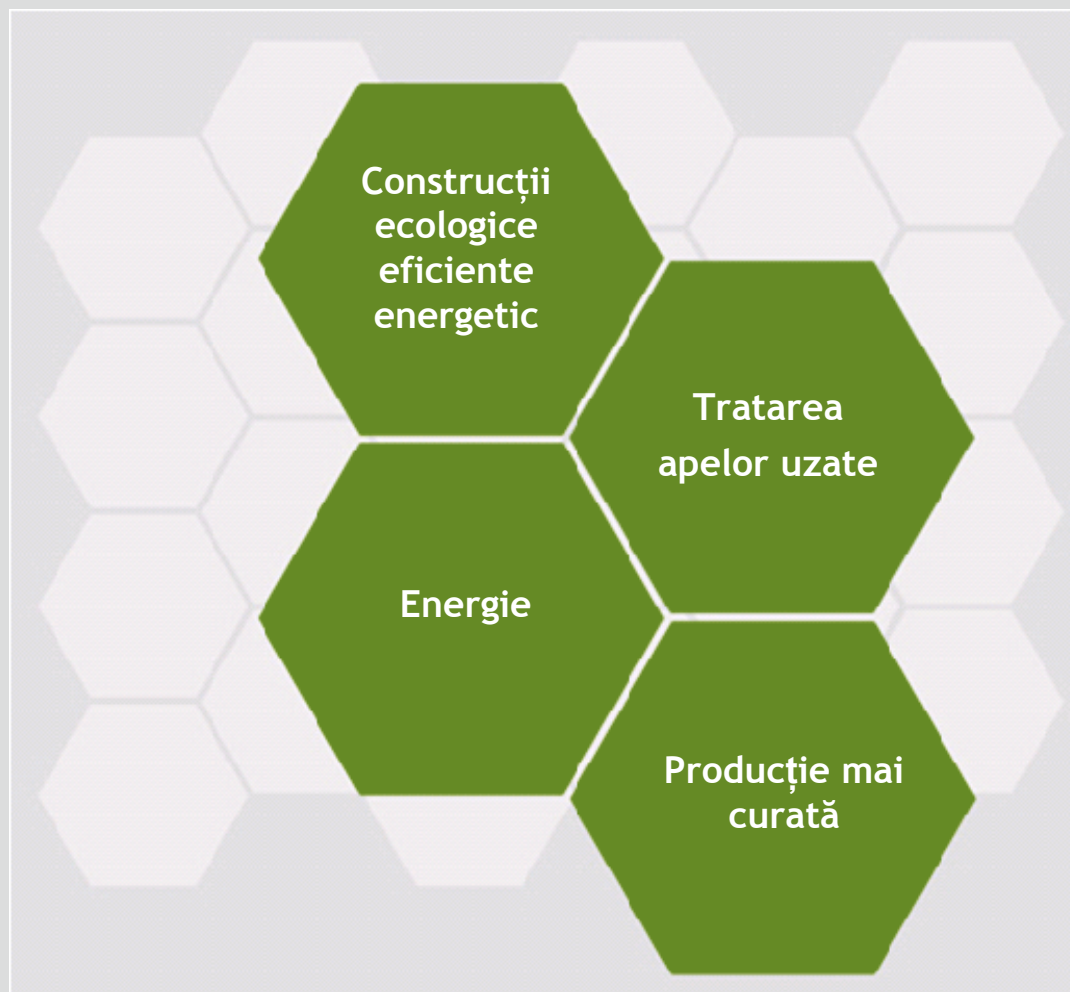 Construcții
ecologice
eficiente
energetic
Tratarea
apelor uzate
Energie
Producție mai
curată